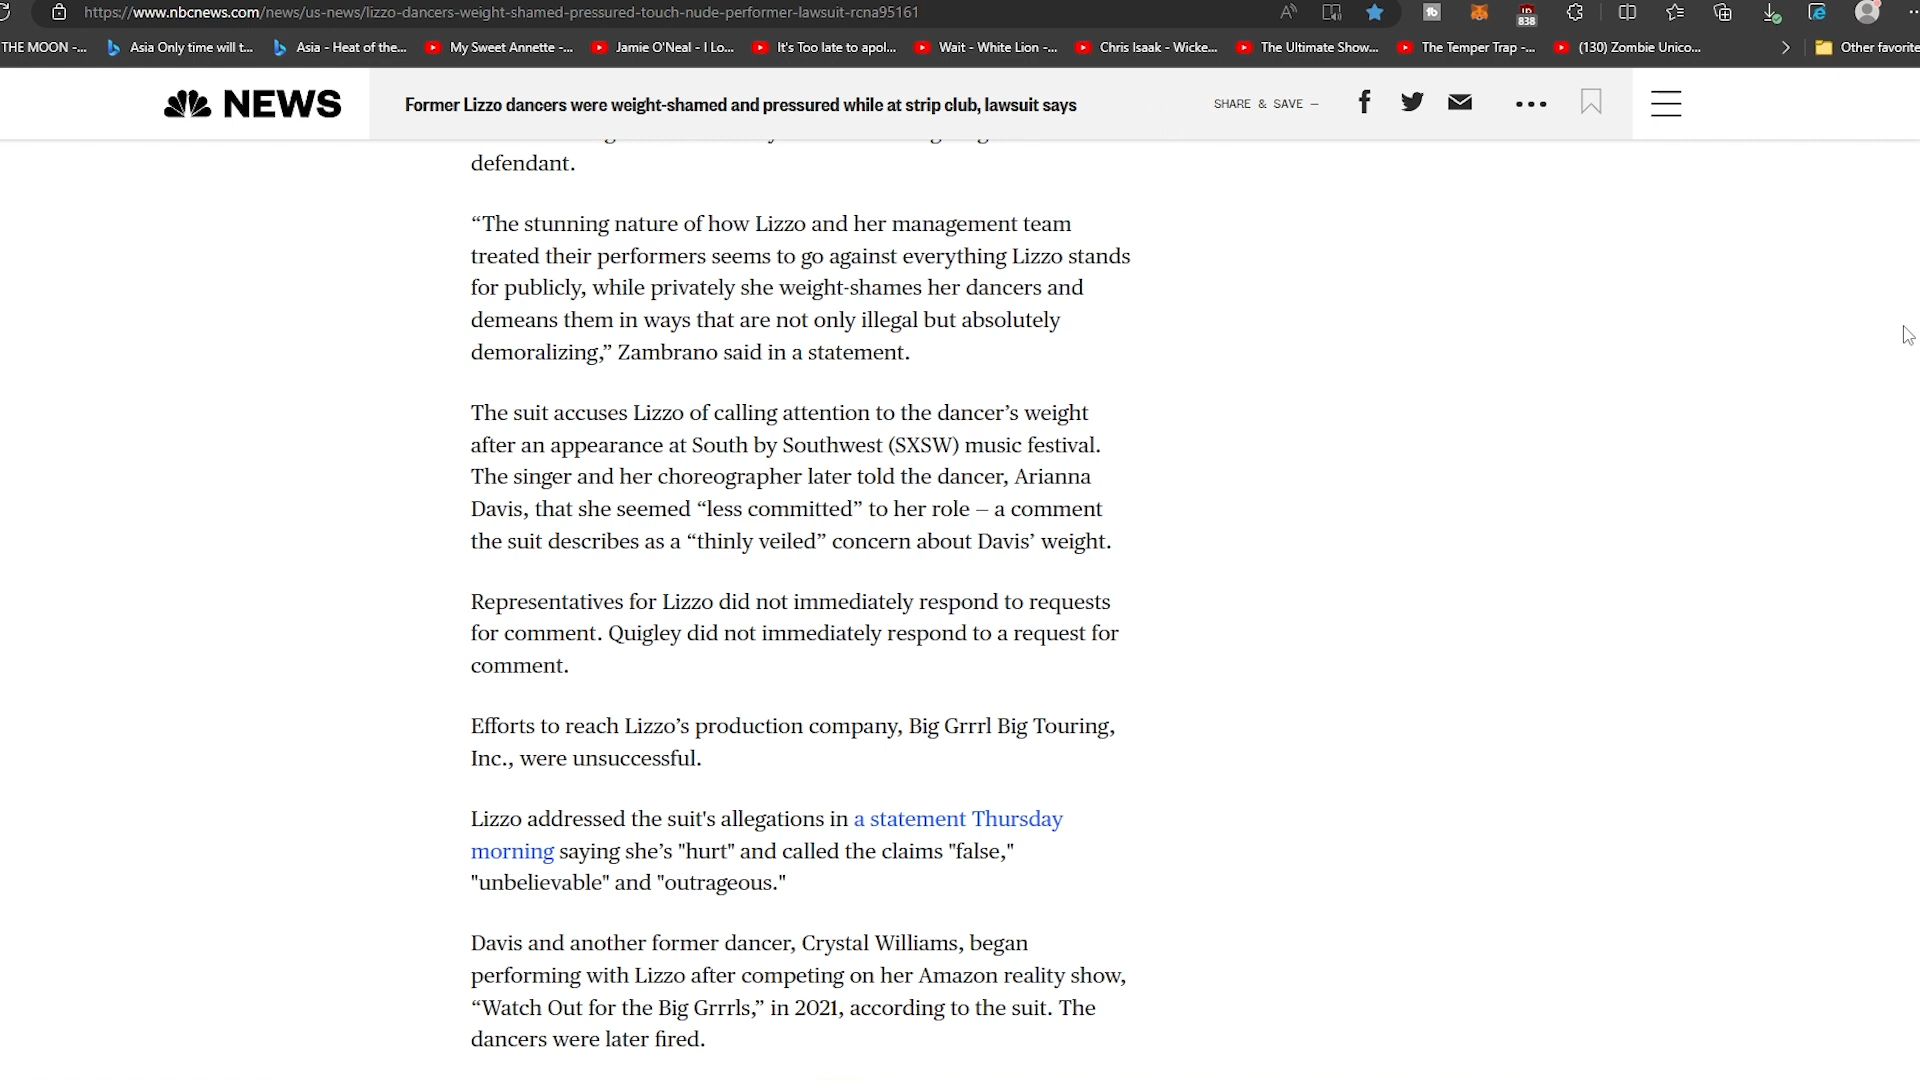 https://www.nbcnews.com/news/us-news/lizzo-dancers-weight-shamed-pressured-touch-nude-performer-lawsuit-rcna95161
838
THE MOON -...
Asia Only time will t...
Asia - Heat of the...
My Sweet Annette -...
Jamie O'Neal - I Lo...
It's Too late to apol...
Wait - White Lion -...
Chris Isaak - Wicke...
The Ultimate Show...
The Temper Trap -...
(130) Zombie Unico...
Other favorite
NEWS
Former Lizzo dancers were weight-shamed and pressured while at strip club, lawsuit says
SHARE & SAVE —
defendant.
“The stunning nature of how Lizzo and her management team
treated their performers seems to go against everything Lizzo stands
for publicly, while privately she weight-shames her dancers and
demeans them in ways that are not only illegal but absolutely
demoralizing,” Zambrano said in a statement.
The suit accuses Lizzo of calling attention to the dancer’s weight
after an appearance at South by Southwest (SXSW) music festival.
The singer and her choreographer later told the dancer, Arianna
Davis, that she seemed “less committed” to her role — a comment
the suit describes as a “thinly veiled” concern about Davis’ weight.
Representatives for Lizzo did not immediately respond to requests
for comment. Quigley did not immediately respond to a request for
comment.
Efforts to reach Lizzo’s production company, Big Grrrl Big Touring,
Inc., were unsuccessful.
Lizzo addressed the suit's allegations in a statement Thursday
morning saying she’s "hurt" and called the claims "false,"
"unbelievable" and "outrageous."
Davis and another former dancer, Crystal Williams, began
performing with Lizzo after competing on her Amazon reality show,
“Watch Out for the Big Grrrls,” in 2021, according to the suit. The
dancers were later fired.